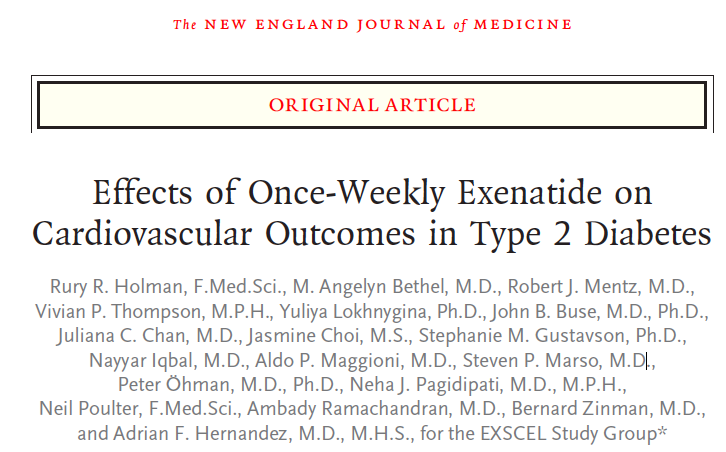 The NEW ENGLAND JOURNAL of MEDICINE
ORIGINAL ARTICLE
Effects of Once-Weekly Exenatide on
Cardiovascular Outcomes in Type 2 Diabetes
Rury R. Holman, F.Med.Sci., M. Angelyn Bethel, M.D., Robert J. Mentz, M.D.,
Vivian P. Thompson, M.P.H., Yuliya Lokhnygina, Ph.D., John B. Buse, M.D., Ph.D.,
Juliana C. Chan, M.D., Jasmine Choi, M.S., Stephanie M. Gustavson, Ph.D.,
Nayyar Iqbal, M.D., Aldo P. Maggioni, M.D., Steven P. Marso, M.D.,
Peter Öhman, M.D., Ph.D., Neha J. Pagidipati, M.D., M.P.H.,
Neil Poulter, F.Med.Sci., Ambady Ramachandran, M.D., Bernard Zinman, M.D.,
and Adrian F. Hernandez, M.D., M.H.S., for the EXSCEL Study Group*